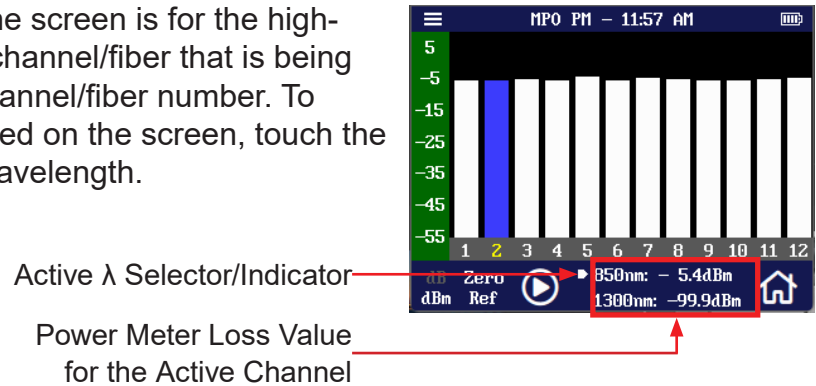 ne screen is for the high-
channel/fiber that is being
annel/fiber number. To
ed on the screen, touch the
avelength.
MPO PM – 11:57 AM
5
–5
–15
–25
–35
–45
–55
1 2 3 4 5 6 7 8 9 10 11 12
dB Zero
dBm Ref
850nm: – 5.4dBm
1300nm: –99.9dBm
Active λ Selector/Indicator
Power Meter Loss Value
for the Active Channel